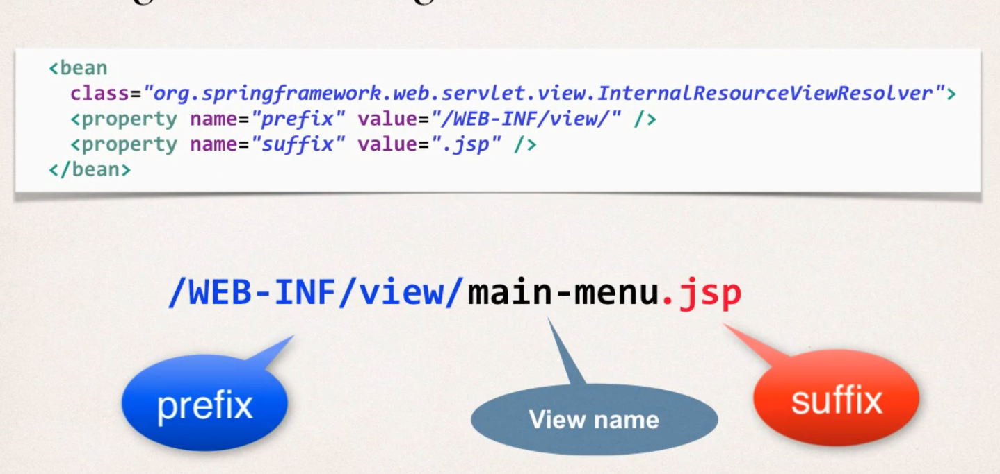 <bean
class="org.springframework.web.servlet.view.InternalResourceViewResolver">
<property name="prefix" value="/WEB-INF/view/" />
<property name="suffix" value=".jsp" />
</bean>
/WEB-INF/view/main-menu.jsp
prefix
View name
suffix